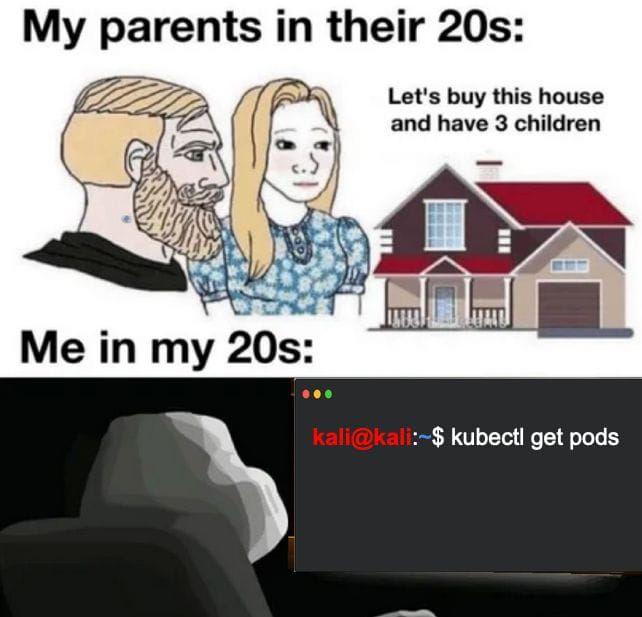 My parents in their 20s:
Let's buy this house
and have 3 children
Me in my 20s:
kali@kali:~$ kubectl get pods